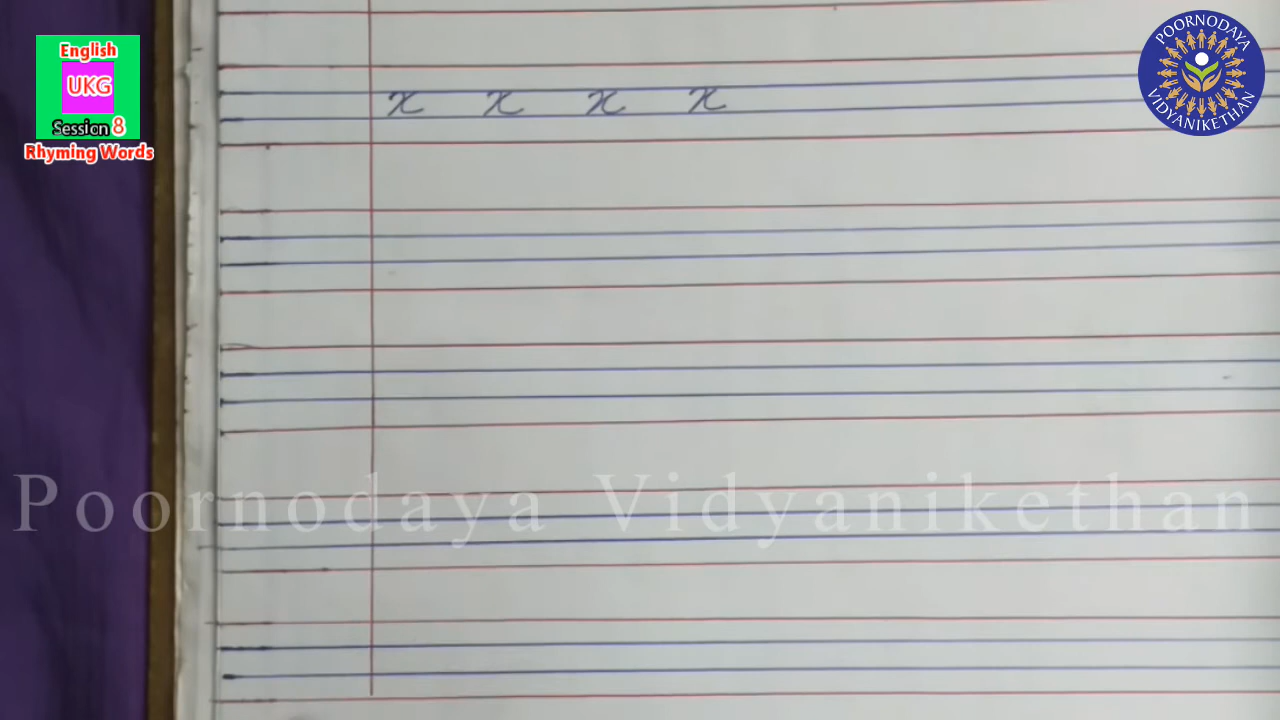 English
UKG
Session 8
Rhyming Words
POORNODAYA
VIDYANIKETHAN
x x x x
Poornodaya Vidyanikethan